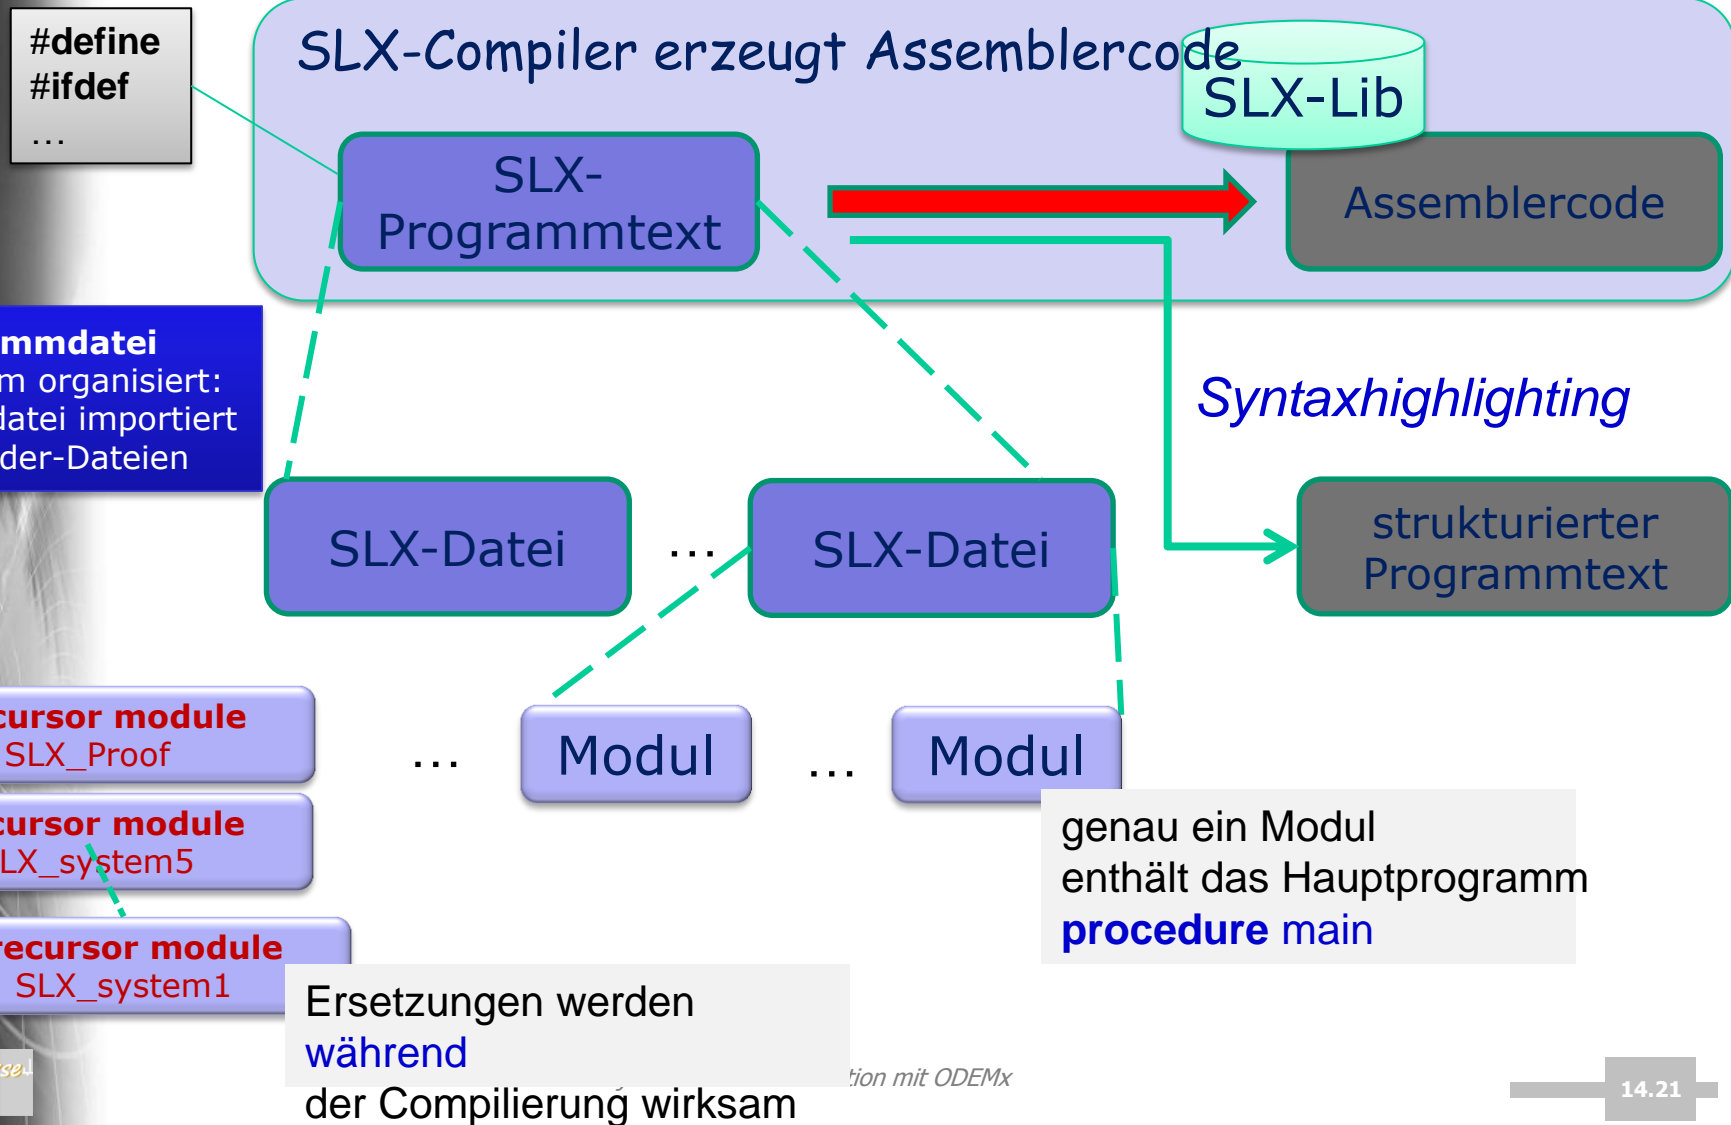 #define
#ifdef
…
SLX-Compiler erzeugt Assemblercode
SLX-Lib
SLX-
Programmtext
Assemblercode
mmdatei
m organisiert:
datei importiert
der-Dateien
Syntaxhighlighting
SLX-Datei
…
SLX-Datei
strukturierter
Programmtext
cursor module
SLX_Proof
…
Modul
…
Modul
cursor module
LX_system5
genau ein Modul
enthält das Hauptprogramm
procedure main
recursor module
SLX_system1
Ersetzungen werden
während
der Compilierung wirksam
tion mit ODEMx
14.21